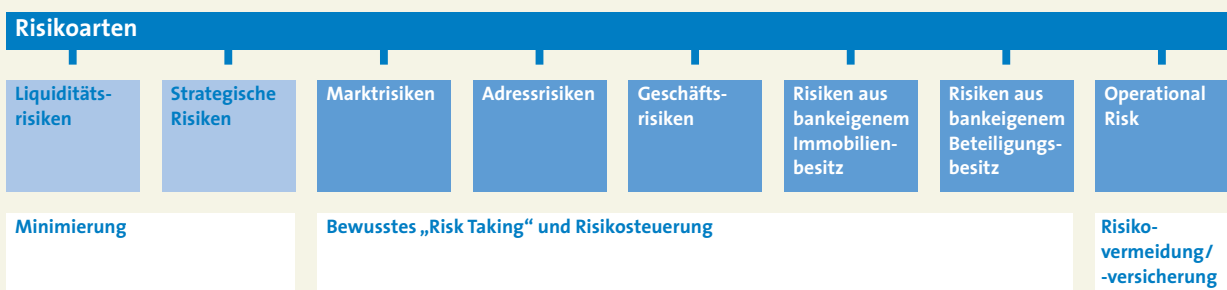 Risikoarten
Liquiditäts-
risiken
Strategische
Risiken
Marktrisiken
Adressrisiken
Geschäfts-
risiken
Risiken aus
bankeigenem
Immobilien-
besitz
Risiken aus
bankeigenem
Beteiligungs-
besitz
Operational
Risk
Minimierung
Bewusstes „Risk Taking“ und Risikosteuerung
Risiko-
vermeidung/
-versicherung